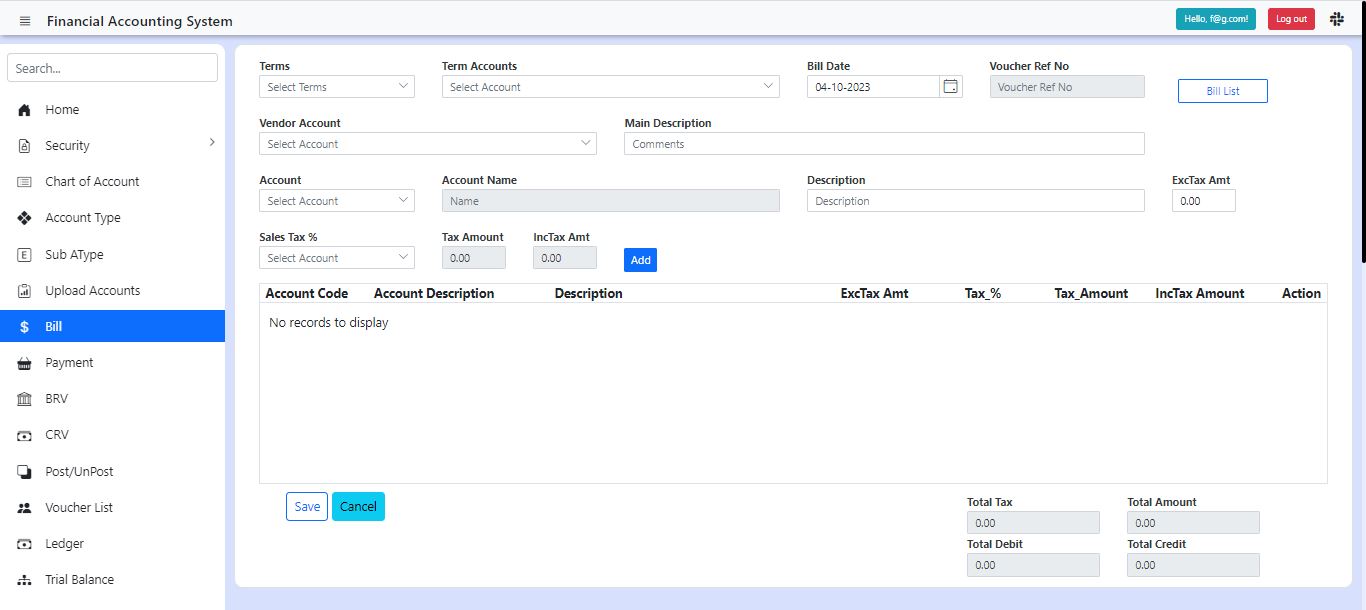 Financial Accounting System
Hello, f@g.com!
Log out
Search...
Home
Security
Chart of Account
Account Type
Sub AType
Upload Accounts
Bill
Payment
BRV
CRV
Post/UnPost
Voucher List
Ledger
Trial Balance
Terms
Select Terms
Term Accounts
Select Account
Bill Date
04-10-2023
Voucher Ref No
Voucher Ref No
Bill List
Vendor Account
Select Account
Main Description
Comments
Account
Select Account
Account Name
Name
Description
Description
ExcTax Amt
0.00
Sales Tax %
Select Account
Tax Amount
0.00
IncTax Amt
0.00
Add
Account Code Account Description Description ExcTax Amt Tax_% Tax_Amount IncTax Amount Action
No records to display
Save
Cancel
Total Tax
0.00
Total Amount
0.00
Total Debit
0.00
Total Credit
0.00